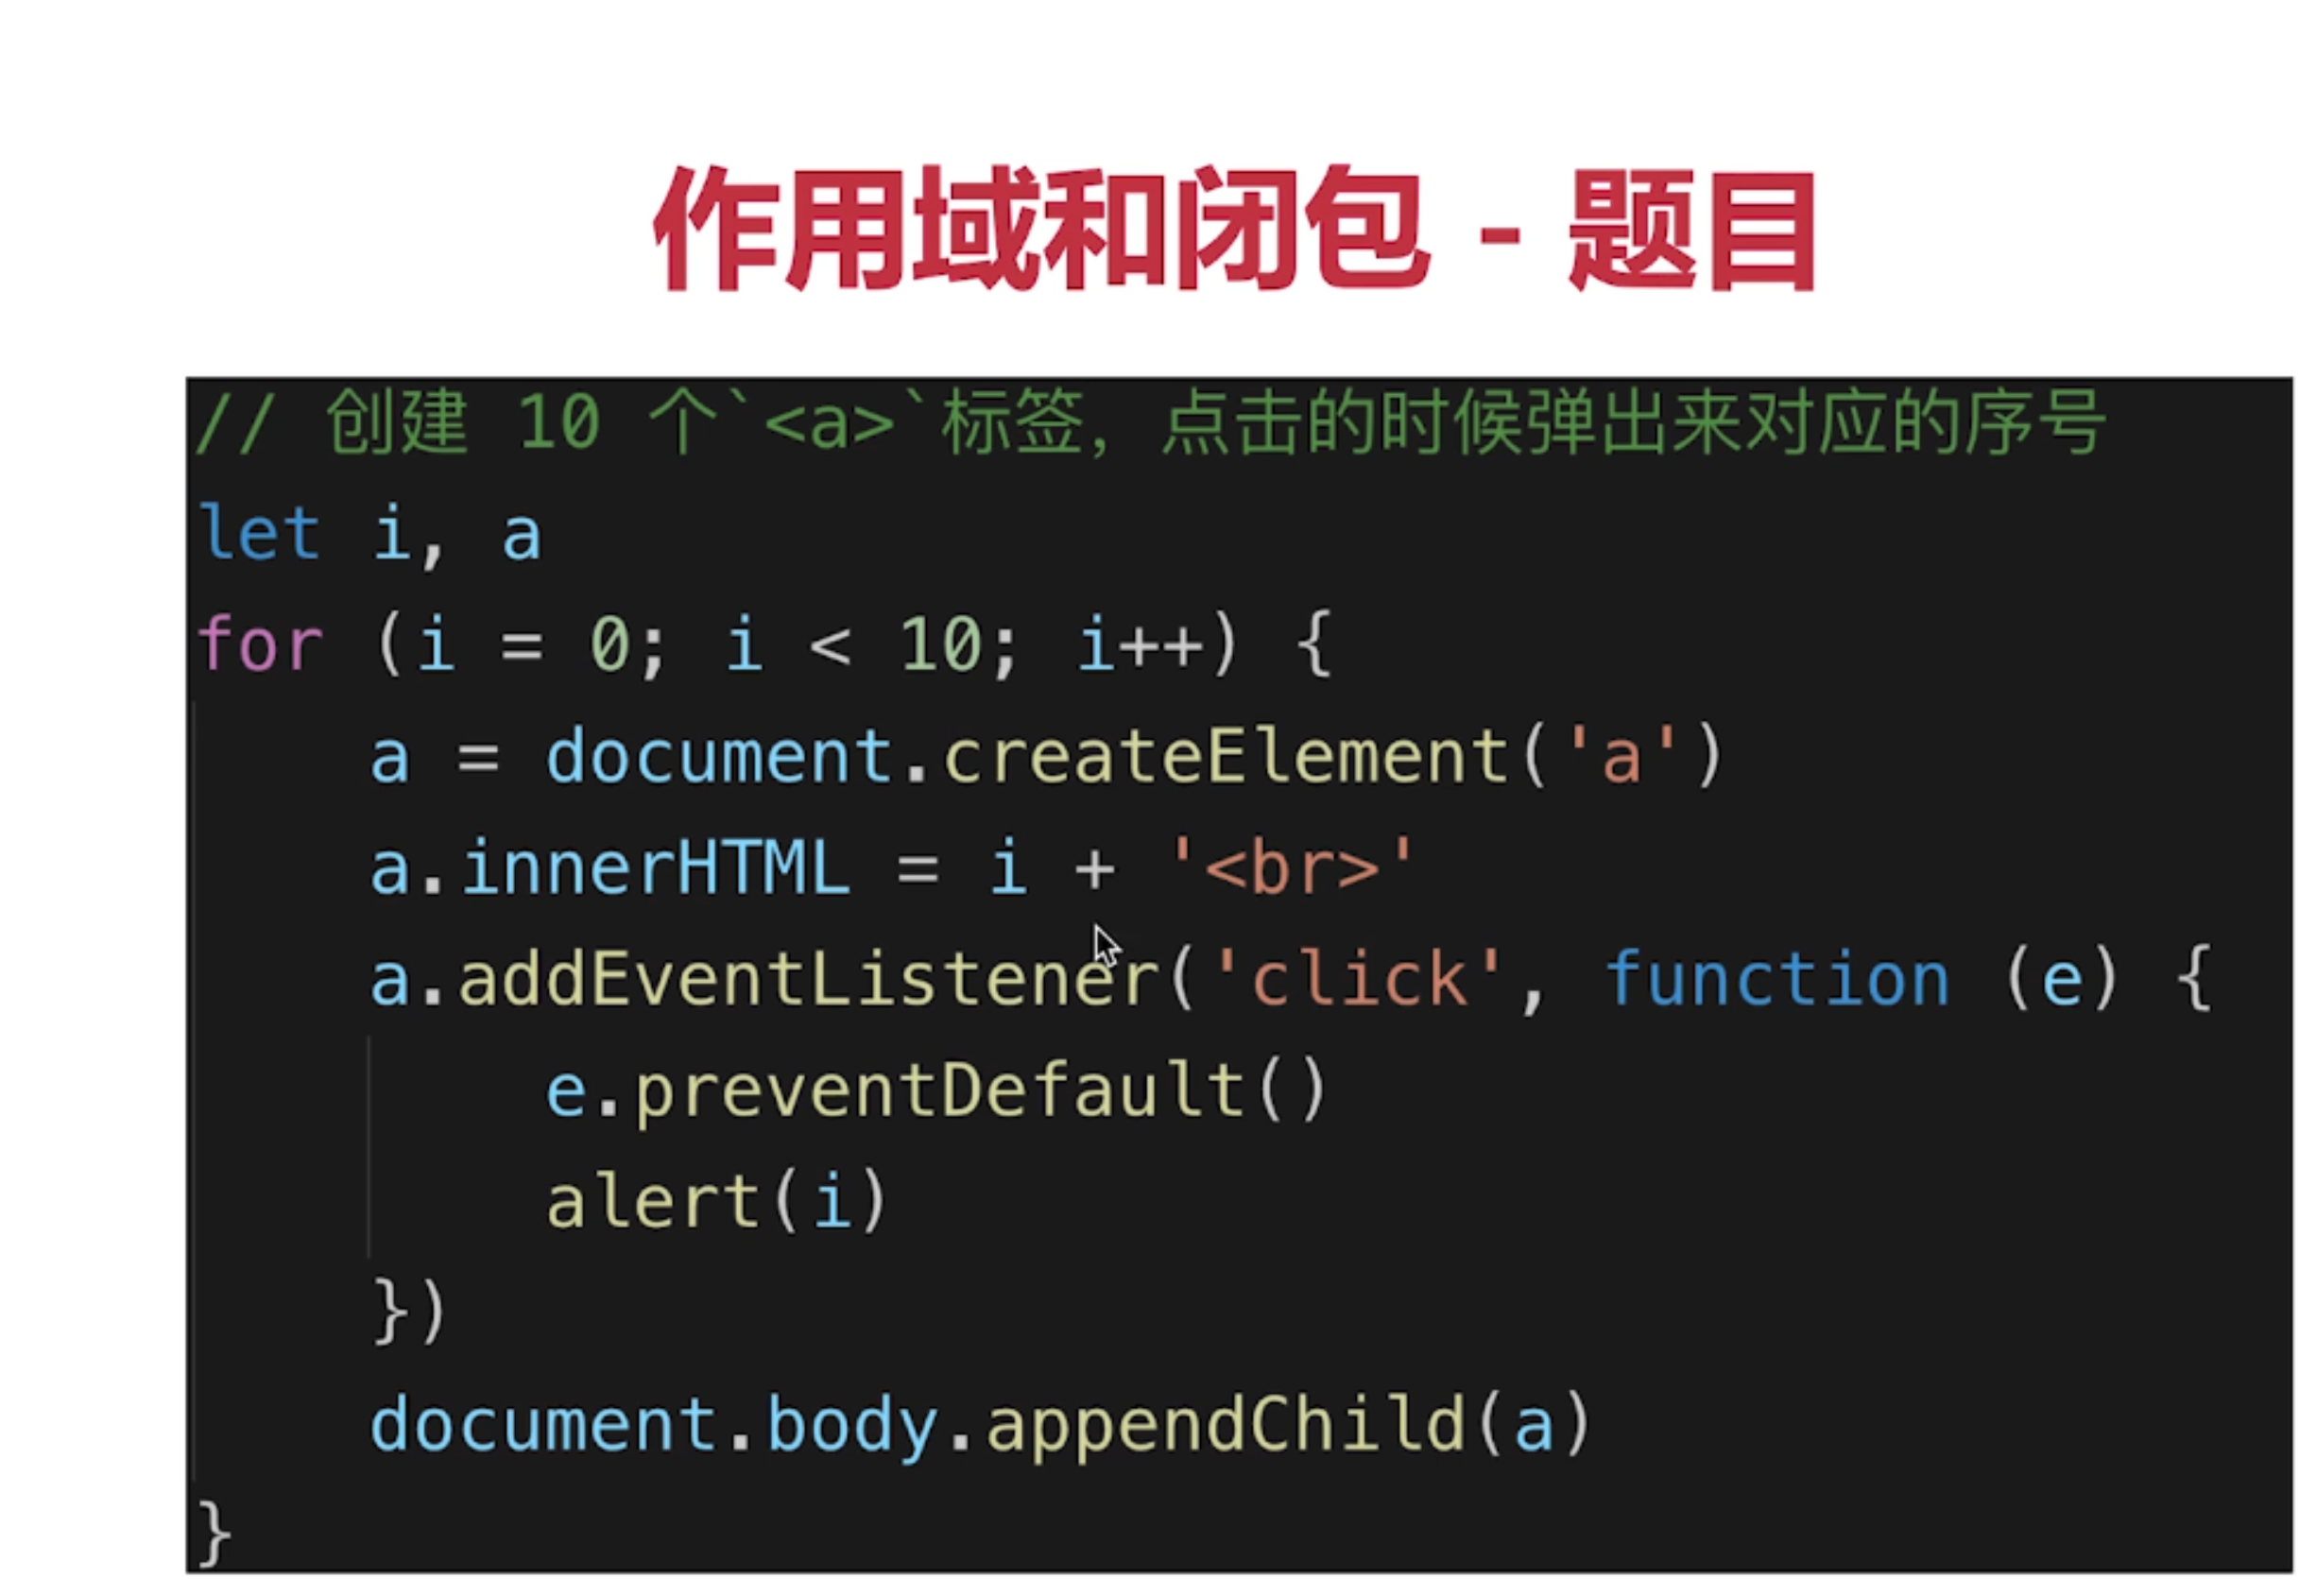 作用域和闭包 - 题目
// 创建 10 个`<a>`标签，点击的时候弹出来对应的序号
let i, a
for (i = 0; i < 10; i++) {
    a = document.createElement('a')
    a.innerHTML = i + '<br>'
    a.addEventListener('click', function (e) {
        e.preventDefault()
        alert(i)
    })
    document.body.appendChild(a)
}